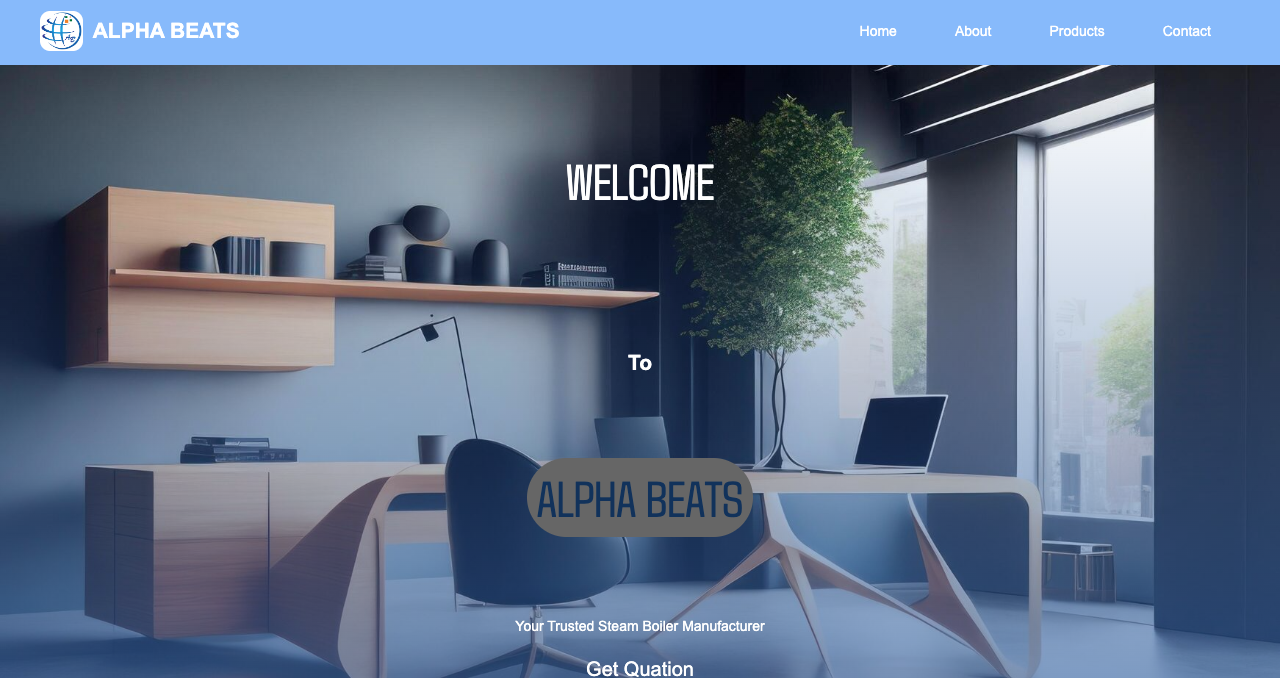 ALPHA BEATS
Home
About
Products
Contact
WELCOME
To
ALPHA BEATS
Your Trusted Steam Boiler Manufacturer
Get Quation